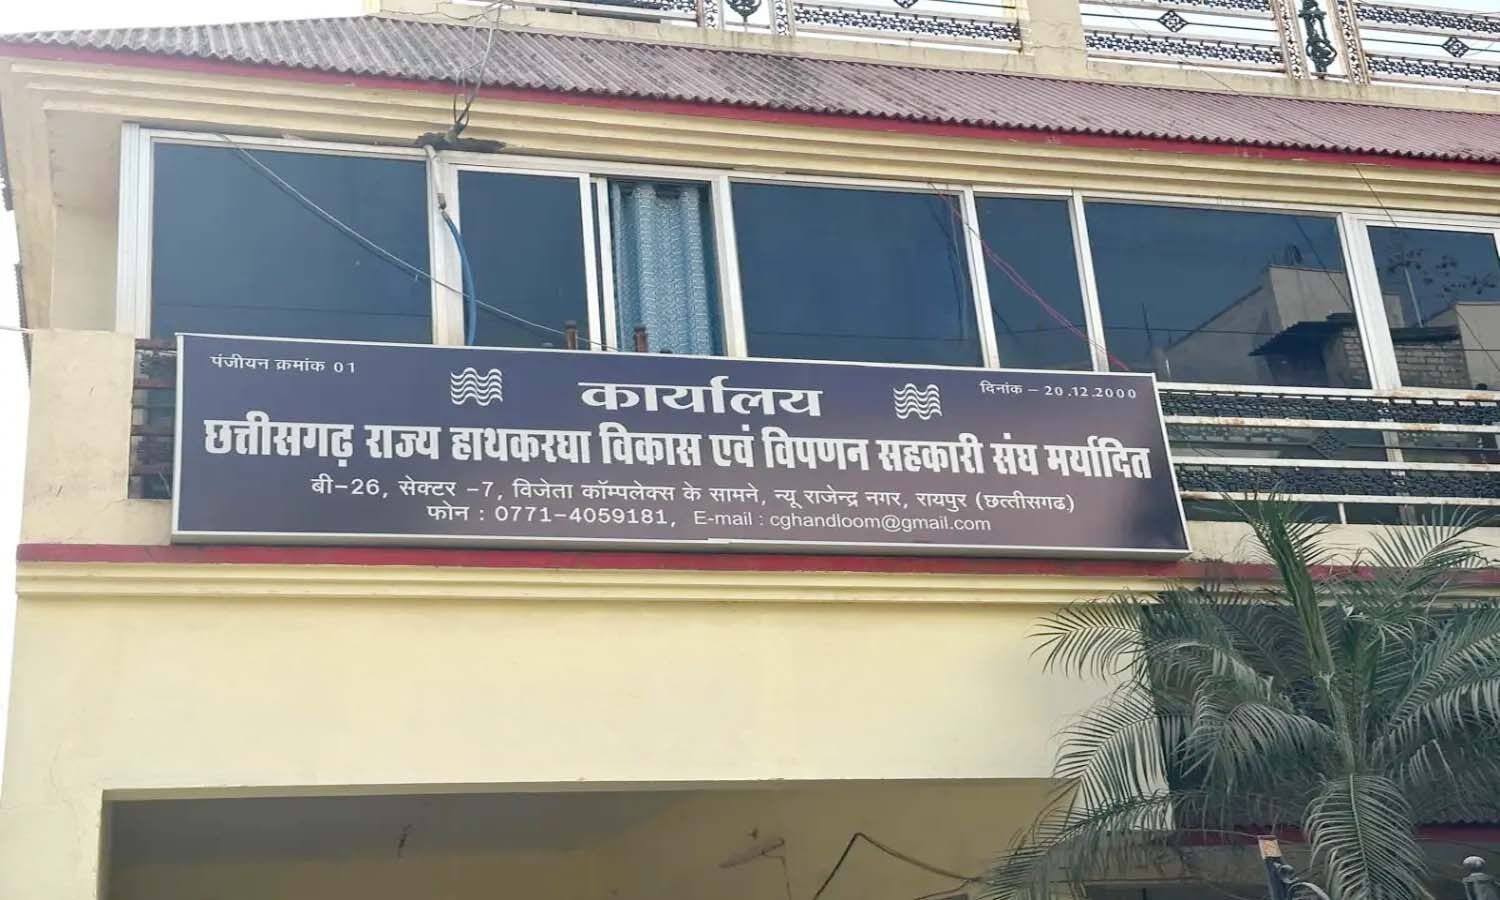 पंजीयन क्रमांक 01
दिनांक – 20.12.2000
कार्यालय
छत्तीसगढ़ राज्य हाथकरघा विकास एवं विपणन सहकारी संघ मर्यादित
बी-26, सेक्टर -7, विजेता कॉम्पलेक्स के सामने, न्यू राजेन्द्र नगर, रायपुर (छत्तीसगढ़)
फोन : 0771-4059181, E-mail : cghandloom@gmail.com